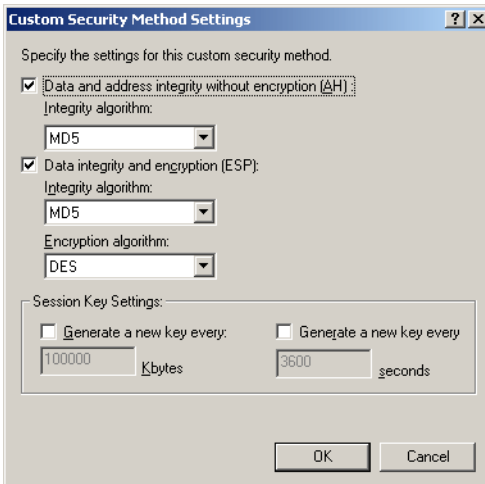 Custom Security Method Settings
Specify the settings for this custom security method.
Data and address integrity without encryption (AH) :
Integrity algorithm:
MD5
Data integrity and encryption (ESP):
Integrity algorithm:
MD5
Encryption algorithm:
DES
Session Key Settings:
Generate a new key every: Generate a new key every
100000 Kbytes 3600 seconds
OK Cancel